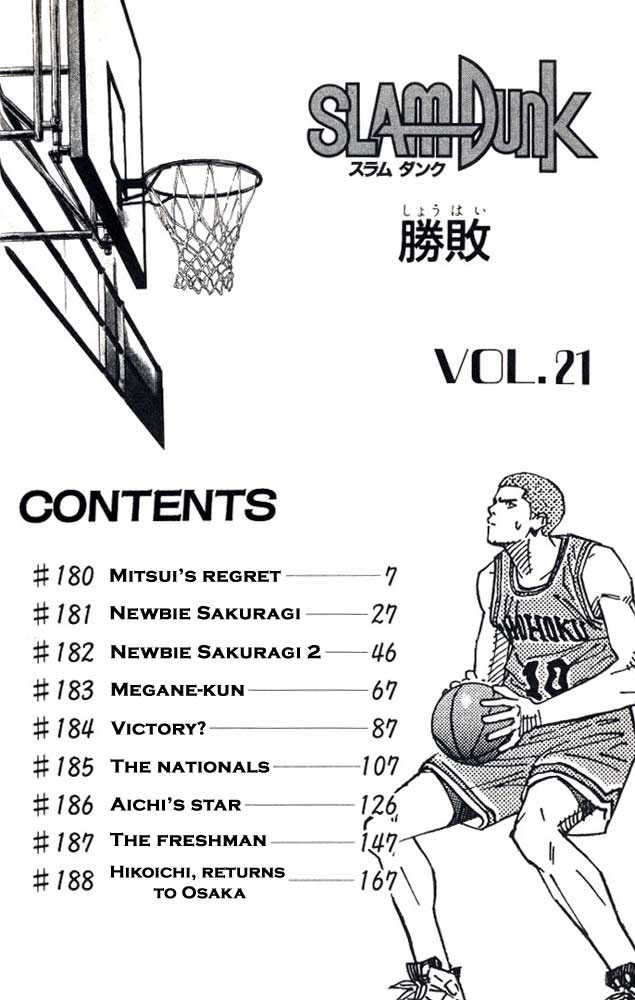 SLAM DUNK
スラム ダンク
しょうはい
勝敗
VOL.21
CONTENTS
#180 MITSUI'S REGRET 7
#181 NEWBIE SAKURAGI 27
#182 NEWBIE SAKURAGI 2 46
#183 MEGANE-KUN 67
#184 VICTORY? 87
#185 THE NATIONALS 107
#186 AICHI'S STAR 126
#187 THE FRESHMAN 147
#188 HIKOICHI, RETURNS
TO OSAKA 167
SHOHOKU
10